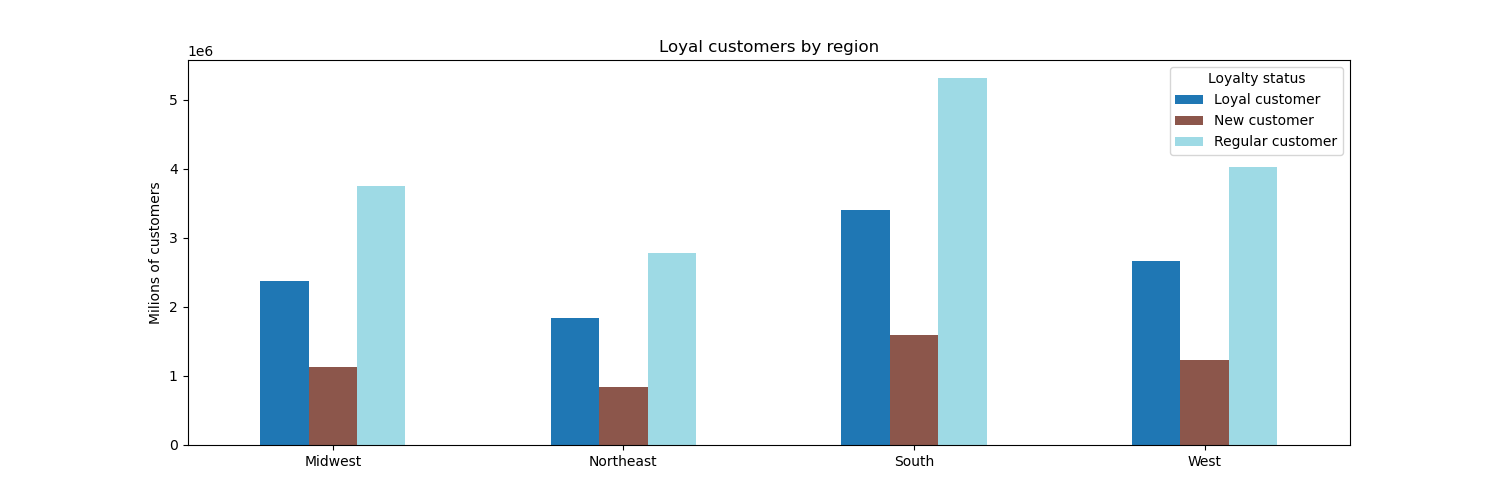 Loyal customers by region
1e6
Milions of customers
5
4
3
2
1
0
Midwest
Northeast
South
West
Loyalty status
Loyal customer
New customer
Regular customer